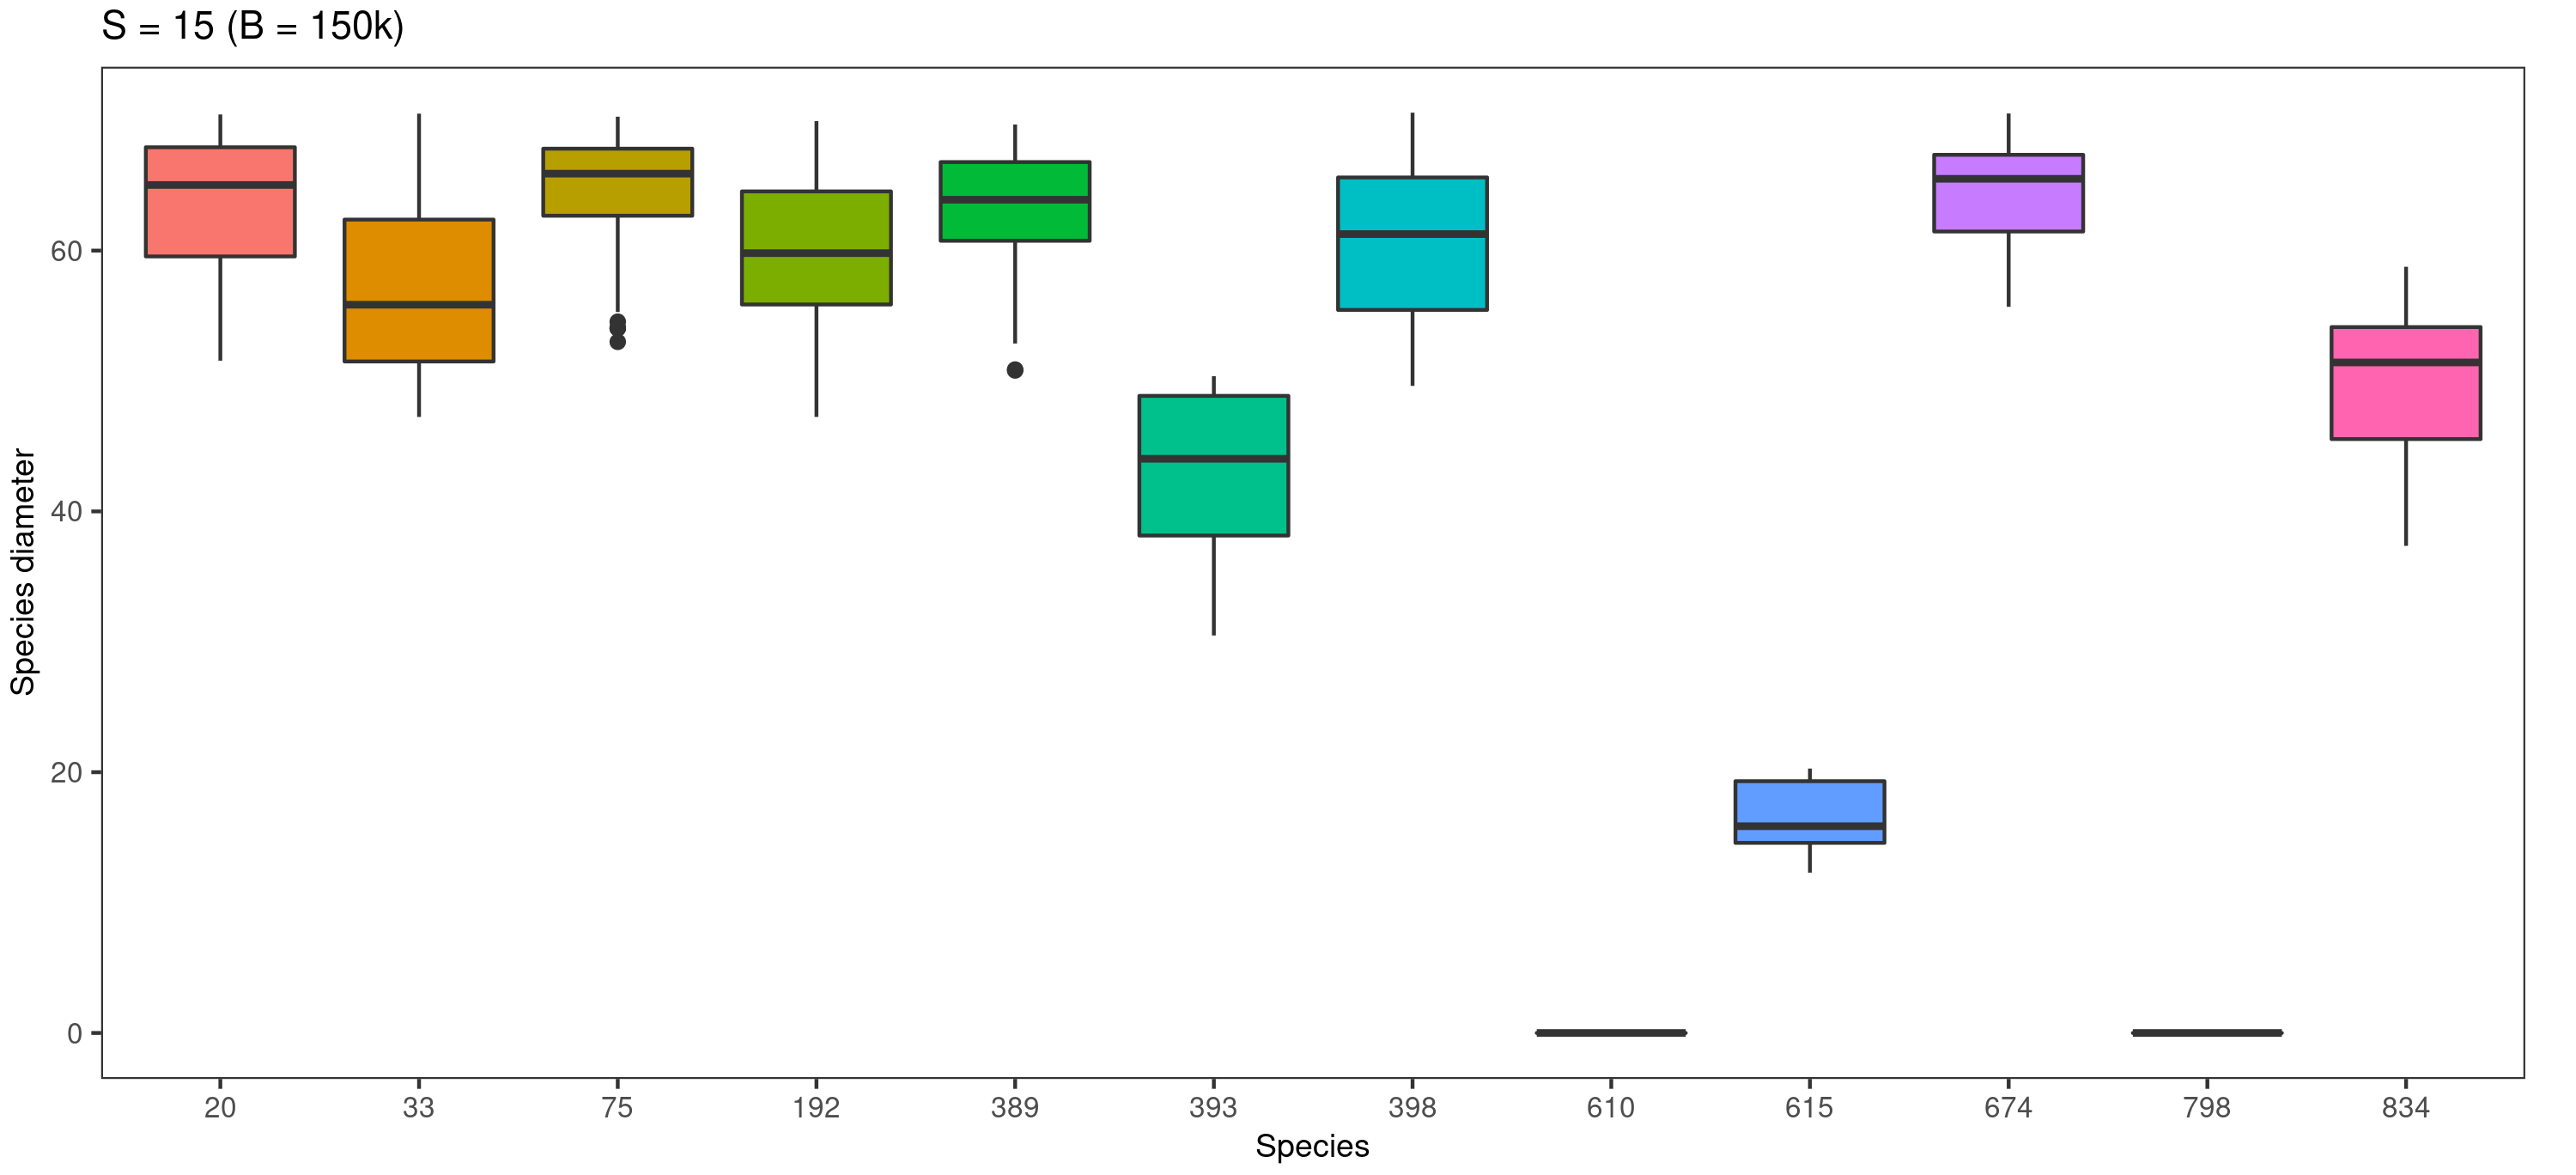 S = 15 (B = 150k)
Species diameter
60
40
20
0
20 33 75 192 389 393 398 610 615 674 798 834
Species